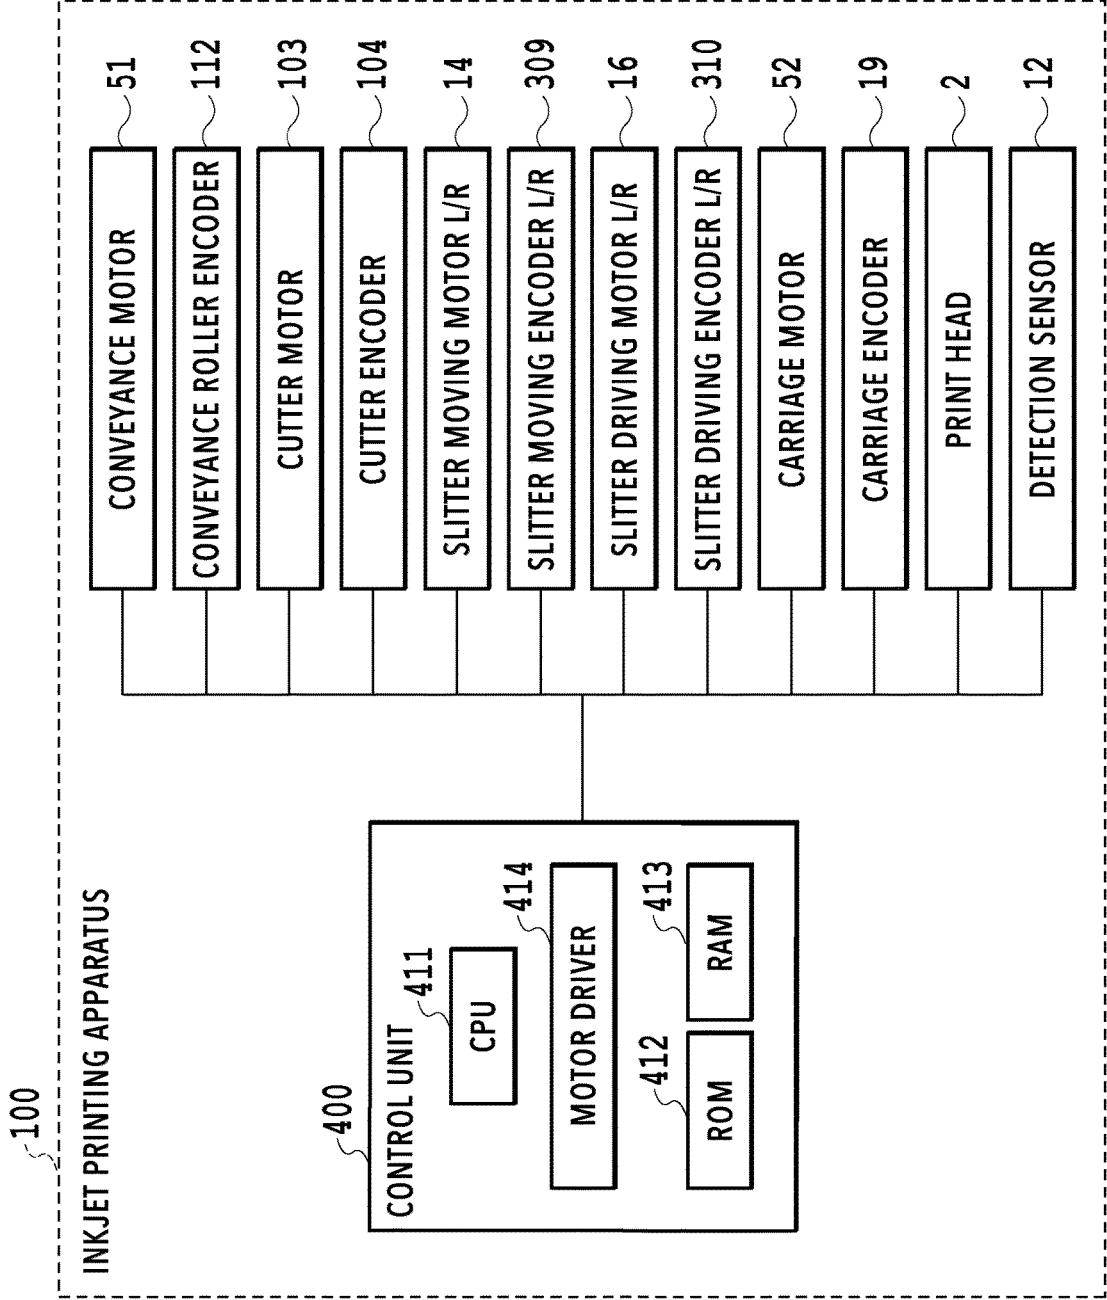 100
INKJET PRINTING APPARATUS
400
CONTROL UNIT
411
CPU
414
MOTOR DRIVER
412
ROM
413
RAM
CONVEYANCE MOTOR 51
CONVEYANCE ROLLER ENCODER 112
CUTTER MOTOR 103
CUTTER ENCODER 104
SLITTER MOVING MOTOR L/R 14
SLITTER MOVING ENCODER L/R 309
SLITTER DRIVING MOTOR L/R 16
SLITTER DRIVING ENCODER L/R 310
CARRIAGE MOTOR 52
CARRIAGE ENCODER 19
PRINT HEAD 2
DETECTION SENSOR 12